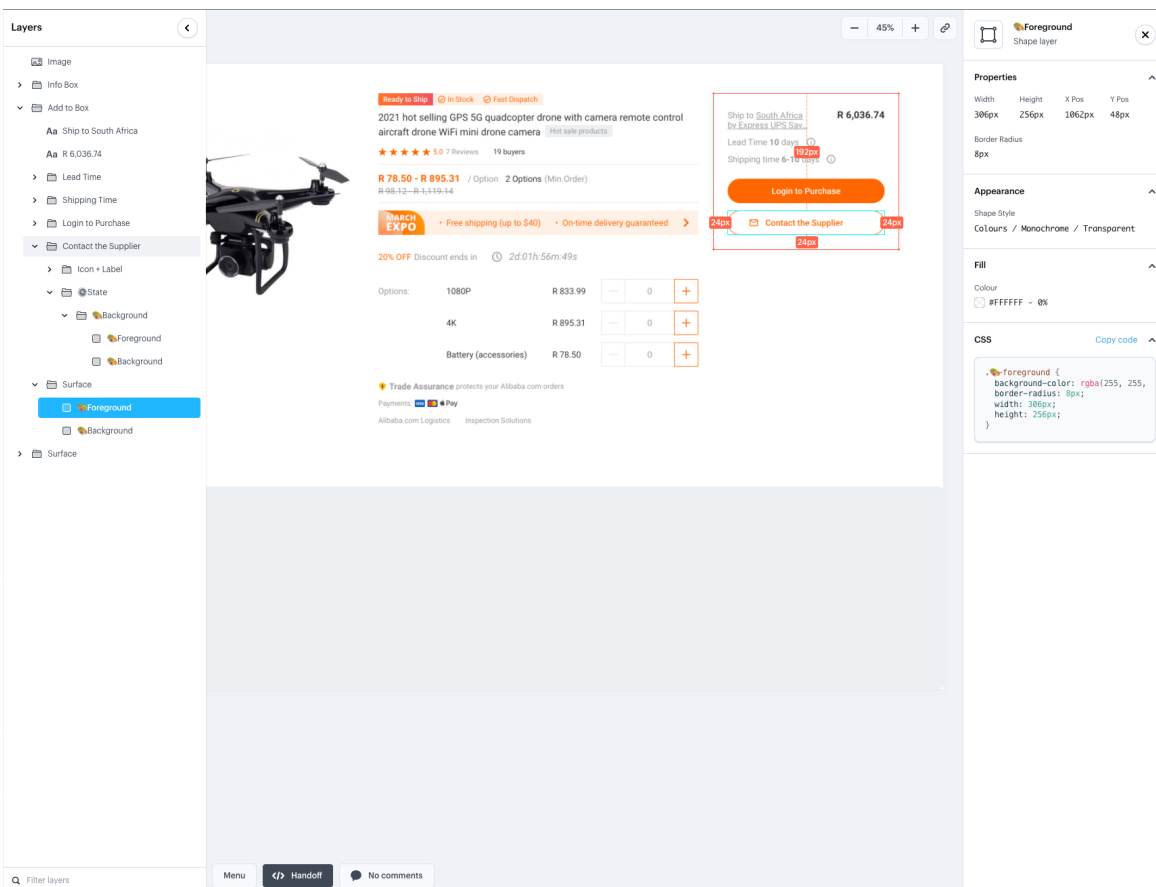 Layers
Image
Info Box
Add to Box
Aa Ship to South Africa
Aa R 6,036.74
Lead Time
Shipping Time
Login to Purchase
Contact the Supplier
Icon + Label
State
Background
Foreground
Background
Surface
Foreground
Background
Surface
Filter layers
45%
Ready to Ship In Stock Fast Dispatch
2021 hot selling GPS 5G quadcopter drone with camera remote control
aircraft drone WiFi mini drone camera Hot sale products
5.0 7 Reviews 19 buyers
R 78.50 - R 895.31 / Option 2 Options (Min.Order)
R 98.12 - R 1,119.14
MARCH
EXPO
• Free shipping (up to $40) • On-time delivery guaranteed
20% OFF Discount ends in 2d:01h:56m:49s
Options: 1080P R 833.99 — 0 +
4K R 895.31 — 0 +
Battery (accessories) R 78.50 — 0 +
Trade Assurance protects your Alibaba.com orders
Payments: VISA Pay
Alibaba.com Logistics Inspection Solutions
Ship to South Africa R 6,036.74
by Express UPS Sav...
Lead Time 10 days
192px
Shipping time 6-10 days
Login to Purchase
24px Contact the Supplier 24px
24px
Menu </> Handoff No comments
Foreground
Shape layer
Properties
Width Height X Pos Y Pos
306px 256px 1062px 48px
Border Radius
8px
Appearance
Shape Style
Colours / Monochrome / Transparent
Fill
Colour
#FFFFFF - 0%
CSS Copy code
.🎨-foreground {
background-color: rgba(255, 255,
border-radius: 8px;
width: 306px;
height: 256px;
}